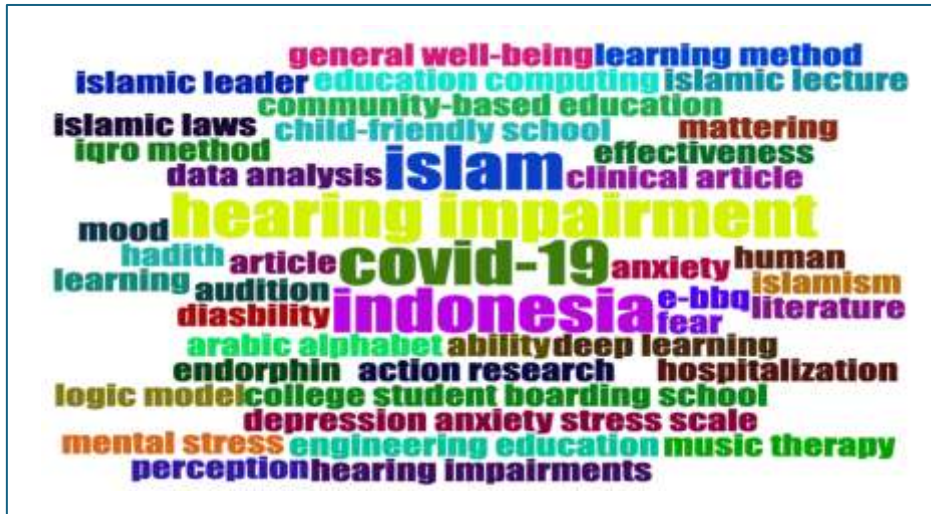 general well-being learning method
islamic leader education computing islamic lecture
community-based education
islamic laws child-friendly school mattering
iqro method islam effectiveness
data analysis clinical article
hearing impairment
mood
hadith article covid-19 anxiety human
learning audition islamism
diasbility indonesia e-bbq literature
fear
arabic alphabet ability deep learning
endorphin action research hospitalization
logic model college student boarding school
depression anxiety stress scale
mental stress engineering education music therapy
perception hearing impairments